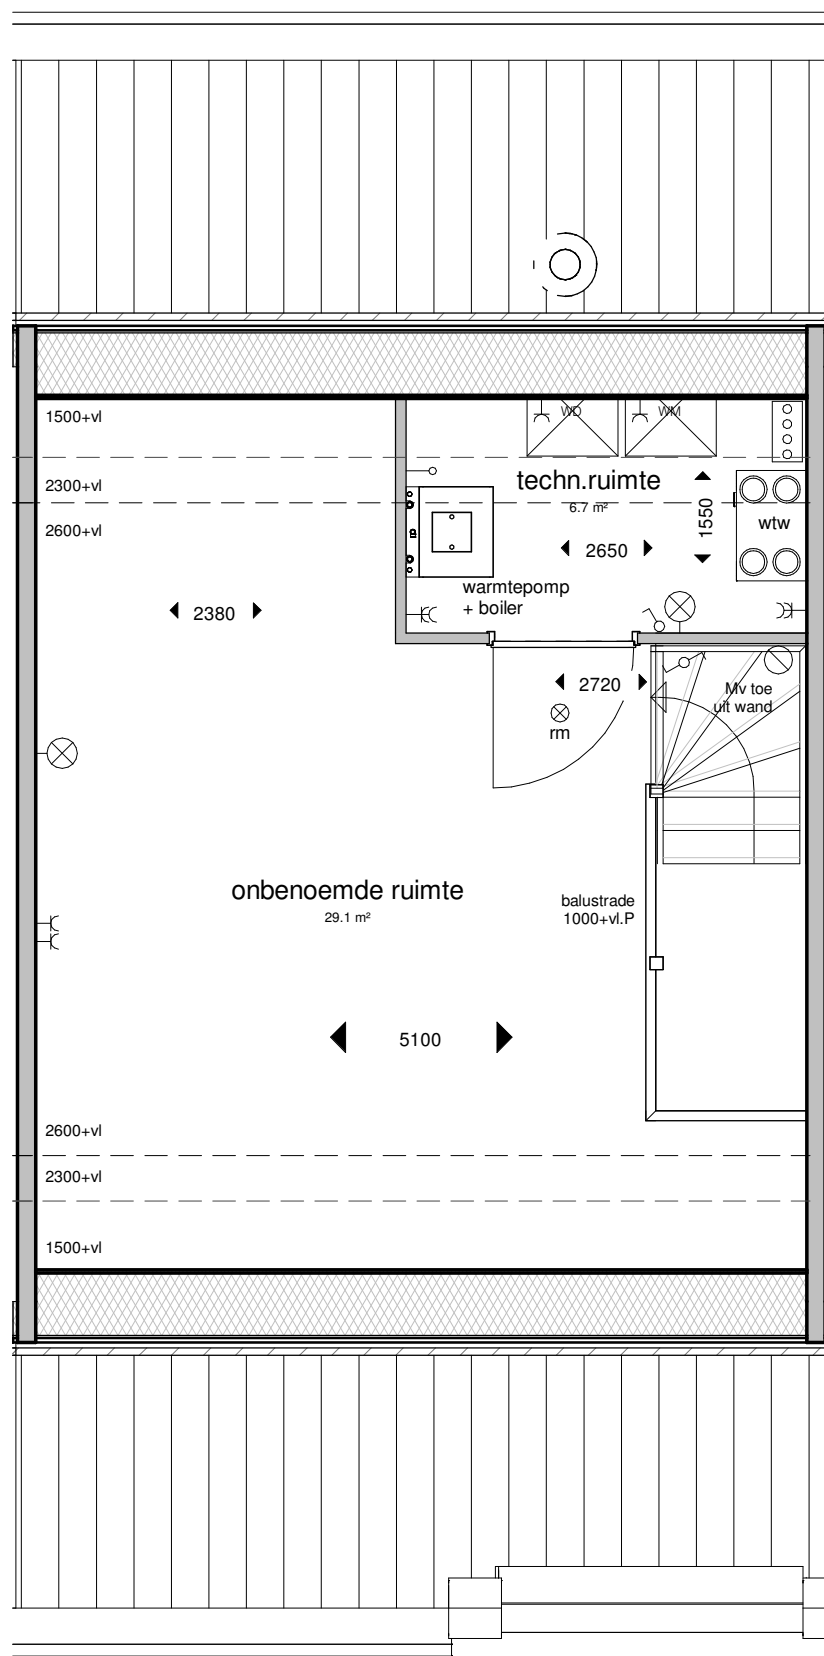 1500+vl
WD
WM
techn.ruimte
6.7 m²
2300+vl
2600+vl
1550
wtw
2650
warmtepomp
+ boiler
2380
2720
rm
Mv toe
uit wand
onbenoemde ruimte
29.1 m²
balustrade
1000+vl.P
5100
2600+vl
2300+vl
1500+vl